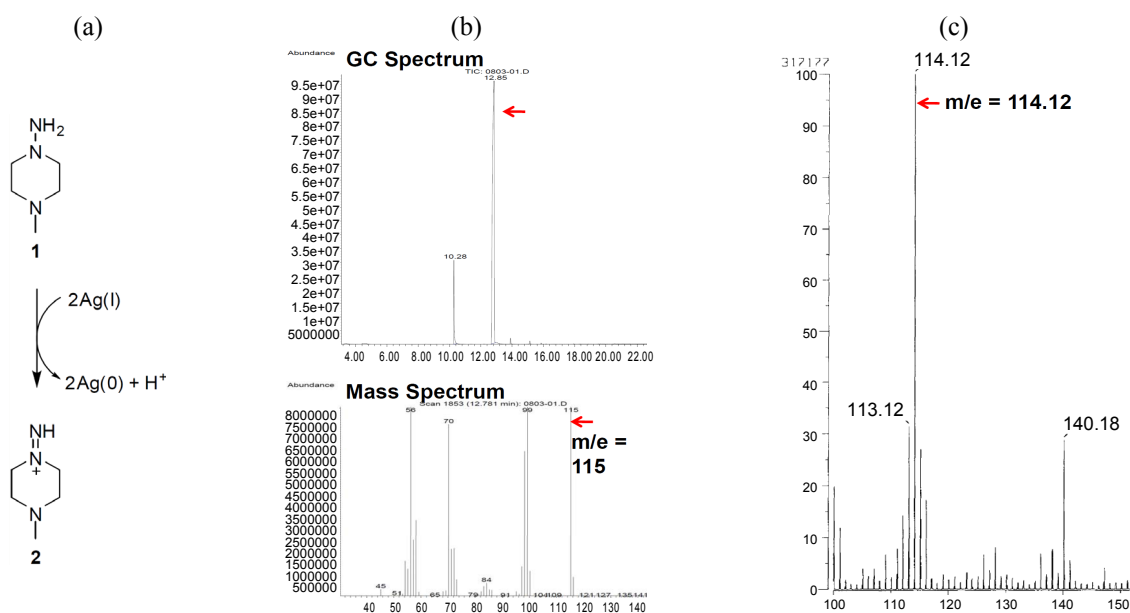 (a)
(b)
(c)
NH₂
N
N
1
2Ag(I)
2Ag(0) + H⁺
NH
N
+
N
2
Abundance
GC Spectrum
TIC: 0803-01.D
12.85
10.28
9.5e+07
9e+07
8.5e+07
8e+07
7.5e+07
7e+07
6.5e+07
6e+07
5.5e+07
5e+07
4.5e+07
4e+07
3.5e+07
3e+07
2.5e+07
2e+07
1.5e+07
1e+07
5000000
4.00 6.00 8.00 10.00 12.00 14.00 16.00 18.00 20.00 22.00
Abundance
Mass Spectrum
Scan 1853 (12.781 min): 0803-01.D
8000000
7500000
7000000
6500000
6000000
5500000
5000000
4500000
4000000
3500000
3000000
2500000
2000000
1500000
1000000
500000
56
70
99
115
m/e =
115
45
51
65
79
84
91
104109
121127
135141
40 50 60 70 80 90 100 110 120 130 140
317177
114.12
m/e = 114.12
113.12
140.18
100
90
80
70
60
50
40
30
20
10
0
100 110 120 130 140 150